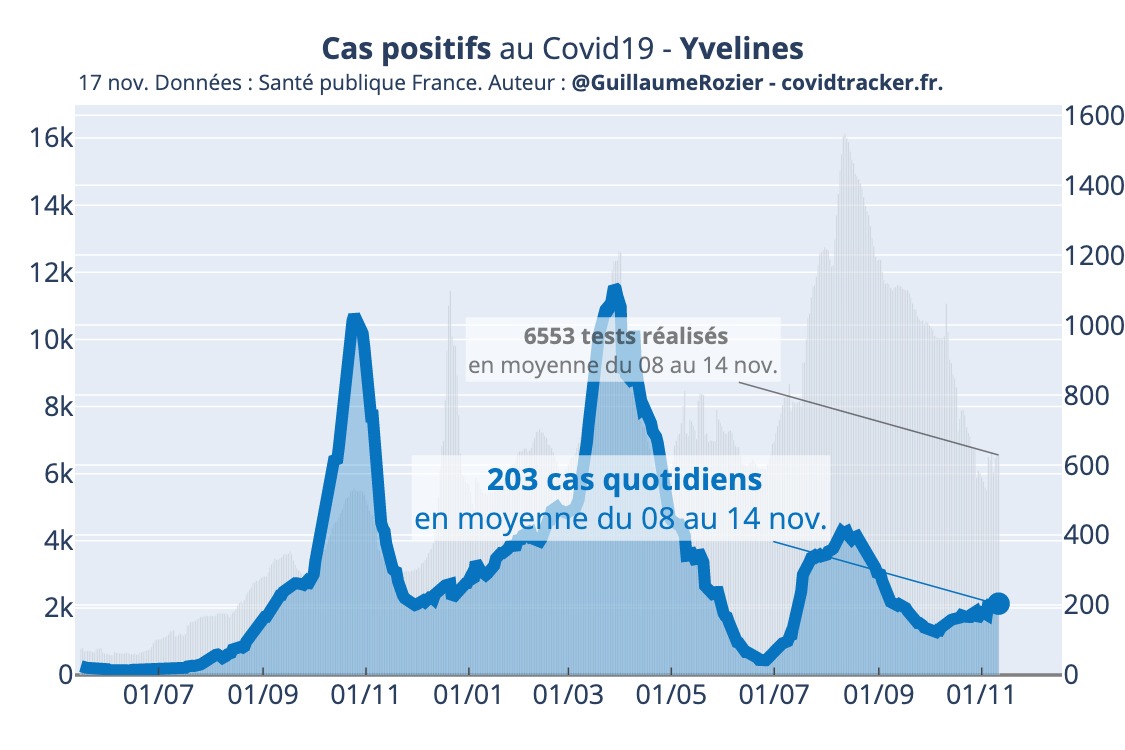 Cas positifs au Covid19 - Yvelines
17 nov. Données : Santé publique France. Auteur : @GuillaumeRozier - covidtracker.fr.
16k
14k
12k
10k
8k
6k
4k
2k
0
1600
1400
1200
1000
800
600
400
200
0
6553 tests réalisés
en moyenne du 08 au 14 nov.
203 cas quotidiens
en moyenne du 08 au 14 nov.
01/07 01/09 01/11 01/01 01/03 01/05 01/07 01/09 01/11